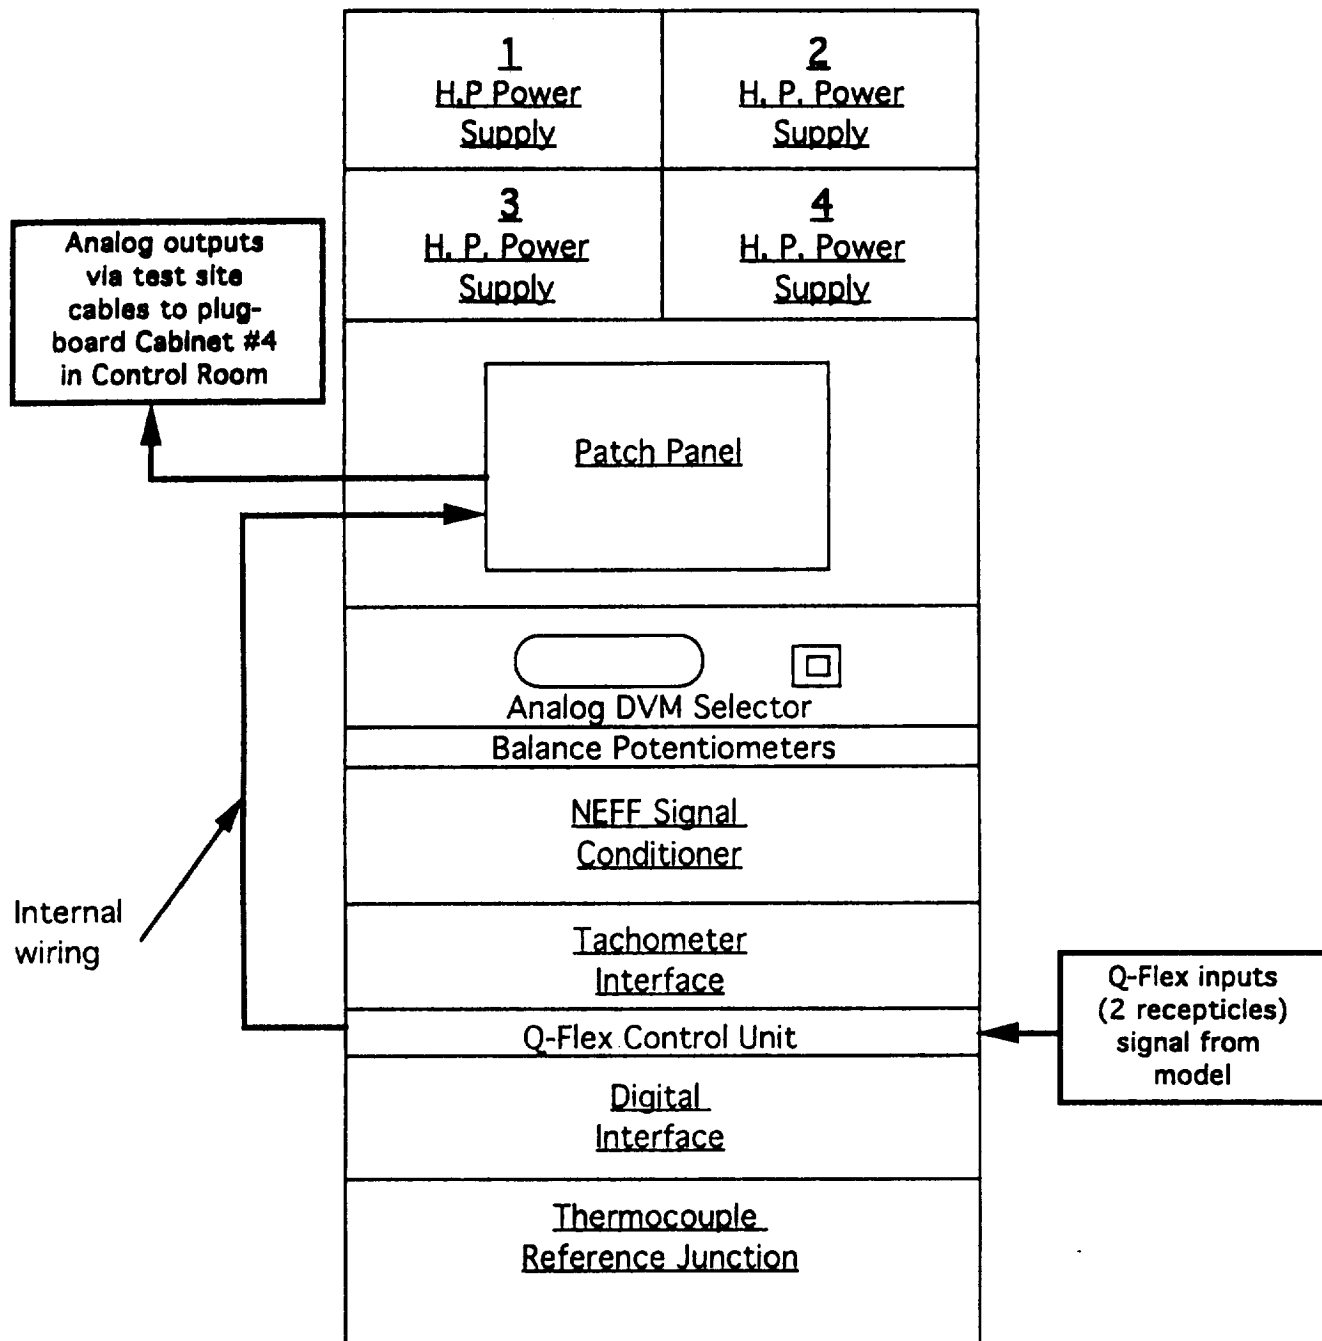 1
H.P Power
Supply
2
H. P. Power
Supply
3
H. P. Power
Supply
4
H. P. Power
Supply
Analog outputs
via test site
cables to plug-
board Cabinet #4
in Control Room
Patch Panel
Analog DVM Selector
Balance Potentiometers
NEFF Signal
Conditioner
Internal
wiring
Tachometer
Interface
Q-Flex Control Unit
Q-Flex inputs
(2 recepticles)
signal from
model
Digital
Interface
Thermocouple
Reference Junction